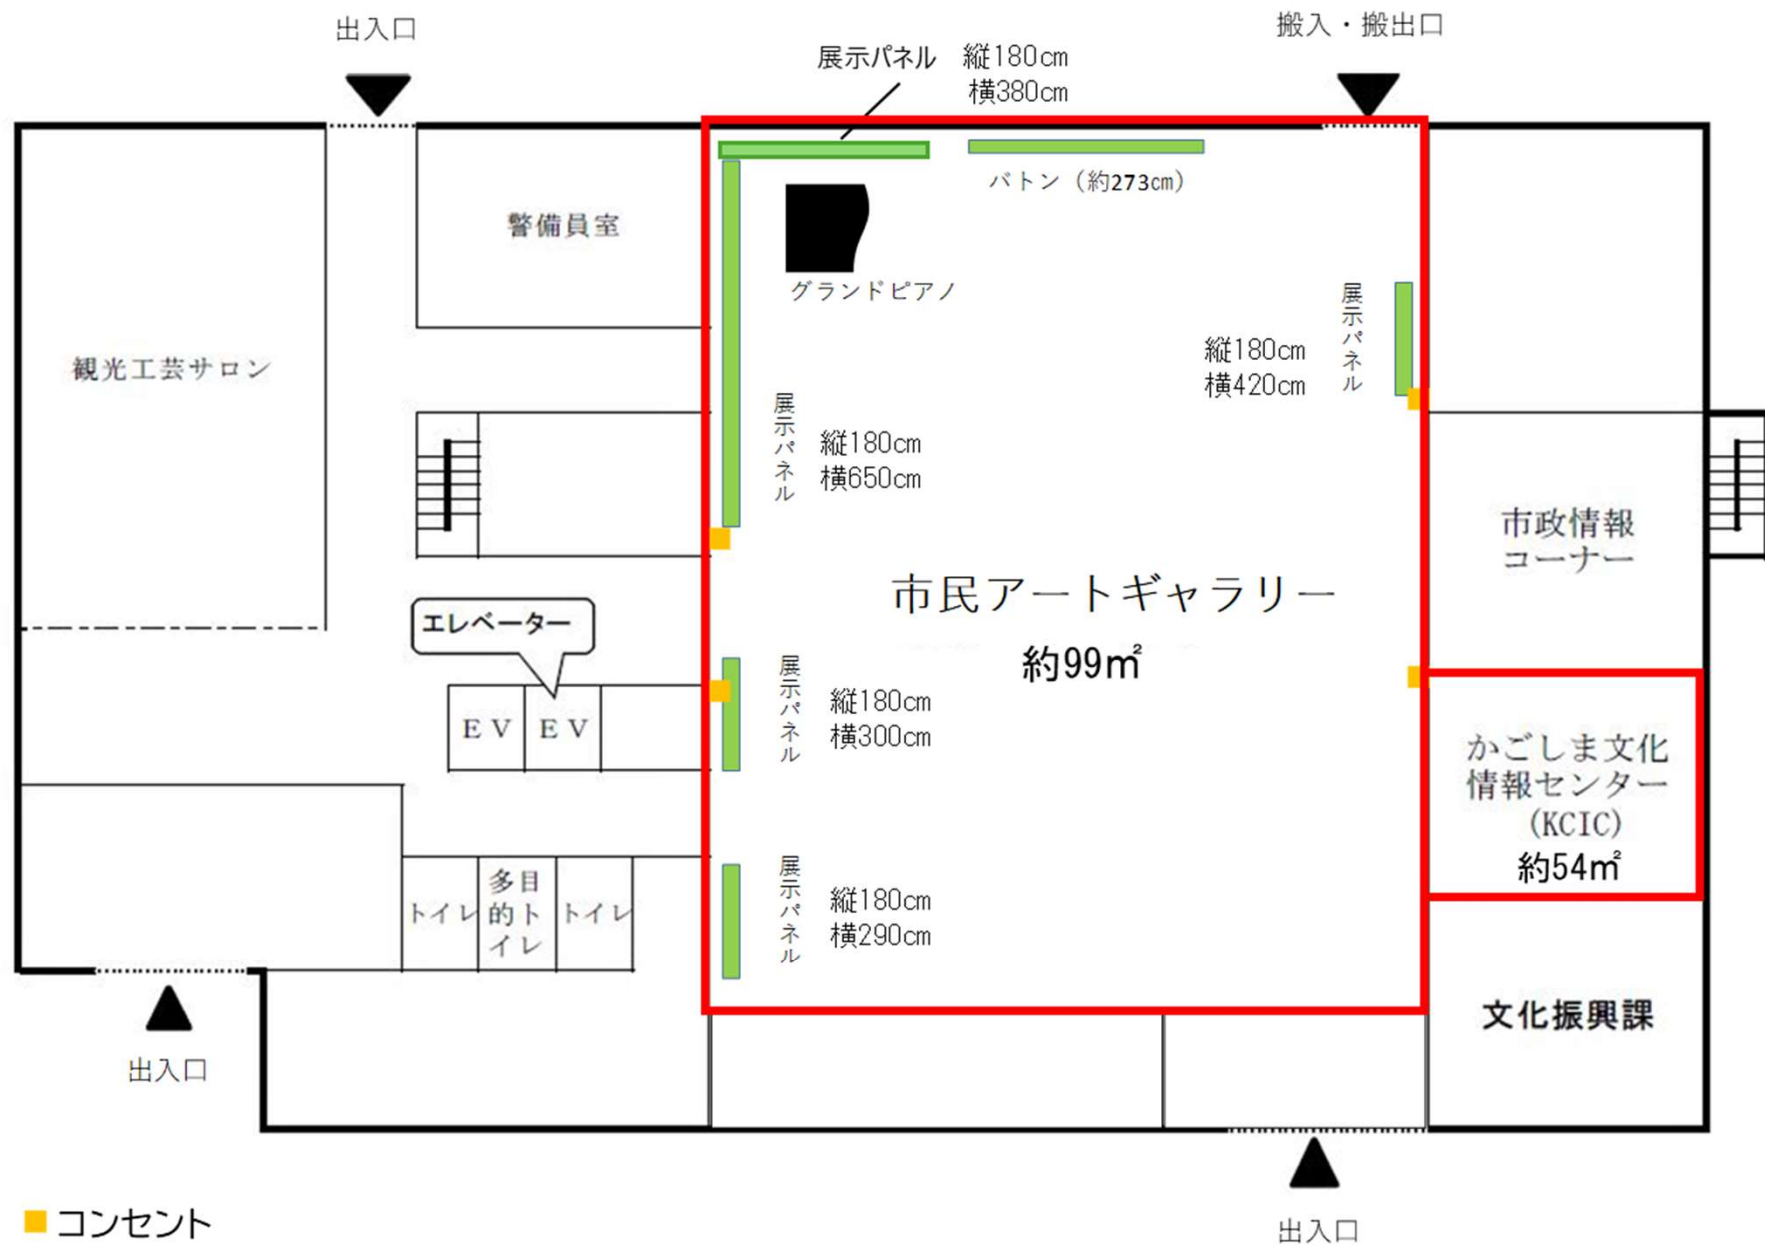 出入口
搬入・搬出口
展示パネル 縦180cm
横380cm
バトン（約273cm）
警備員室
グランドピアノ
観光工芸サロン
展示パネル
縦180cm
横420cm
展示パネル
縦180cm
横650cm
市政情報
コーナー
市民アートギャラリー
約99㎡
エレベーター
EV
EV
展示パネル
縦180cm
横300cm
かごしま文化
情報センター
(KCIC)
約54㎡
トイレ
多目
的ト
イレ
トイレ
展示パネル
縦180cm
横290cm
文化振興課
出入口
出入口
コンセント